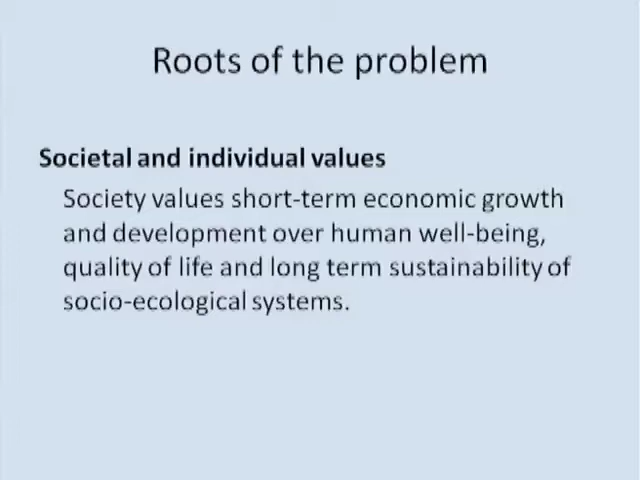 Roots of the problem
Societal and individual values
Society values short-term economic growth
and development over human well-being,
quality of life and long term sustainability of
socio-ecological systems.